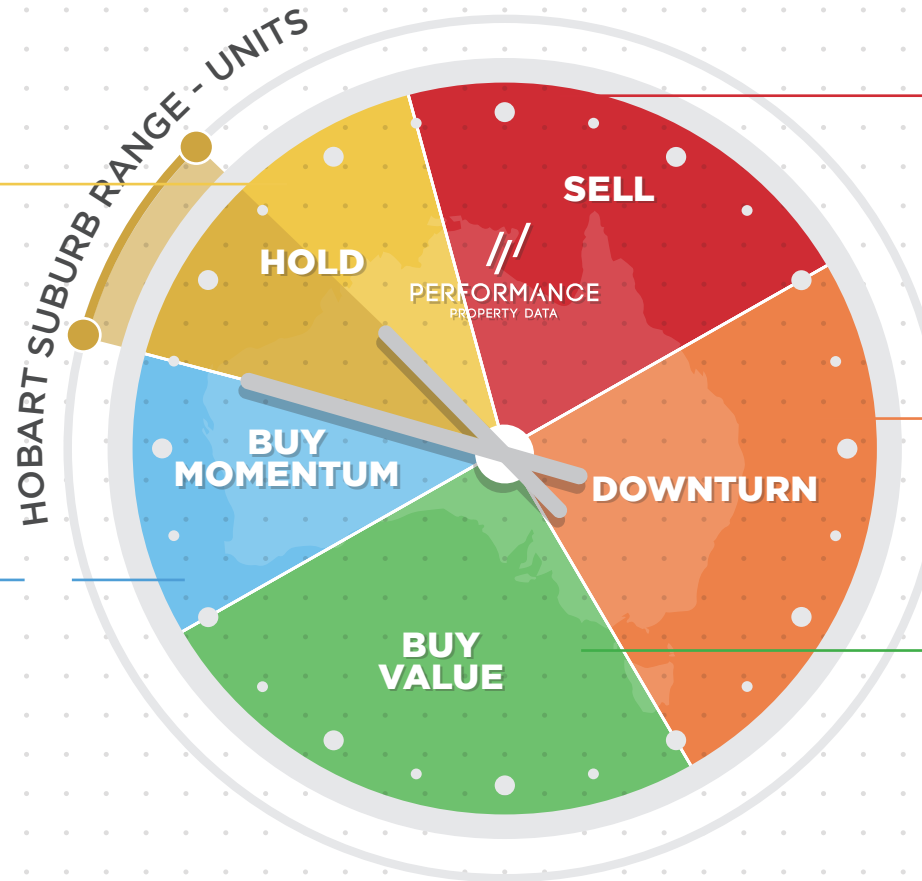 HOBART SUBURB RANGE - UNITS
SELL
HOLD
PERFORMANCE
PROPERTY DATA
BUY
MOMENTUM
DOWNTURN
BUY
VALUE